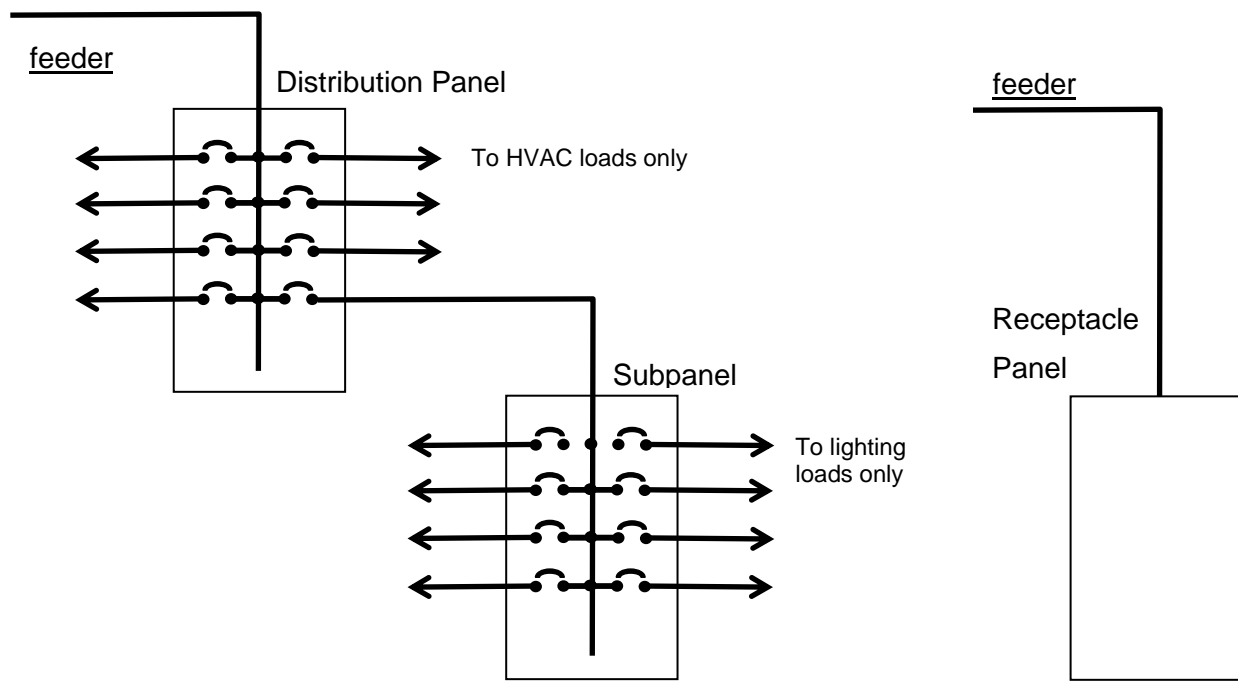 feeder
Distribution Panel
To HVAC loads only
feeder
Receptacle
Panel
Subpanel
To lighting
loads only